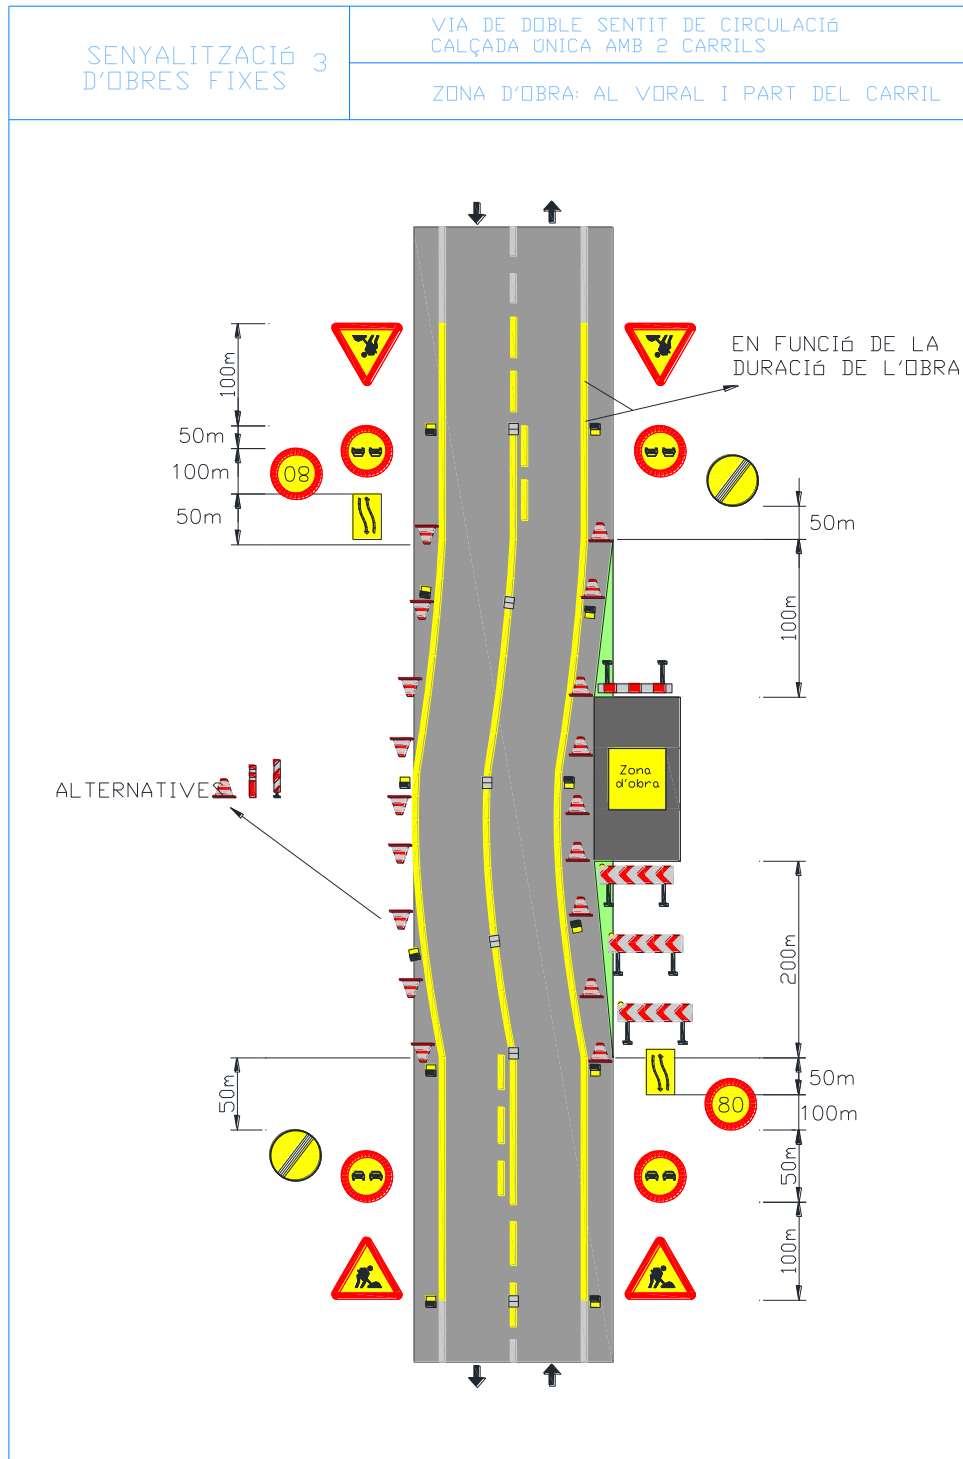 SENYALITZACIó 3
D'OBRES FIXES
VIA DE DOBLE SENTIT DE CIRCULACIó
CALÇADA ÚNICA AMB 2 CARRILS
ZONA D'OBRA: AL VORAL I PART DEL CARRIL
EN FUNCIó DE LA
DURACIó DE L'OBRA
100m
50m
100m
50m
80
50m
100m
ALTERNATIVES
Zona
d'obra
200m
50m
50m
80
100m
50m
100m